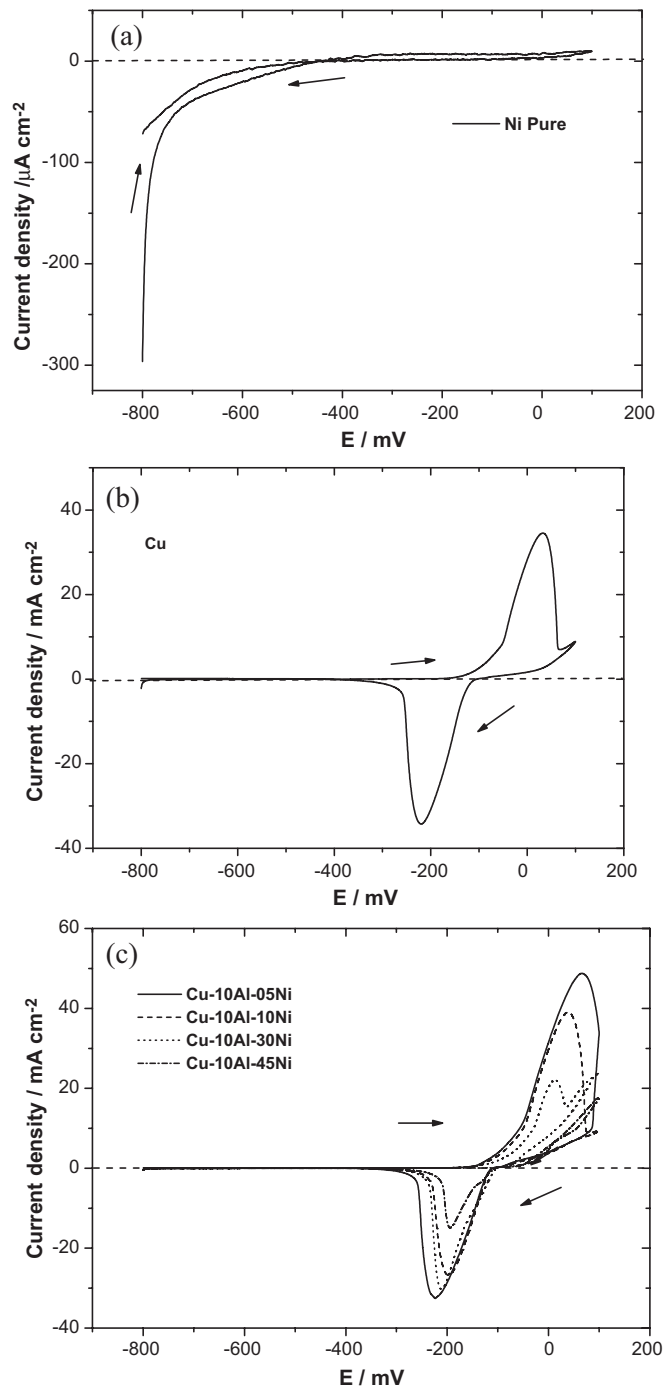 (a)
0
-100
-200
-300
Current density /μA cm-2
Ni Pure
-800 -600 -400 -200 0 200
E / mV
(b)
40
20
0
-20
-40
Current density / mA cm-2
Cu
-800 -600 -400 -200 0 200
E / mV
(c)
60
40
20
0
-20
-40
Current density / mA cm-2
Cu-10Al-05Ni
Cu-10Al-10Ni
Cu-10Al-30Ni
Cu-10Al-45Ni
-800 -600 -400 -200 0 200
E / mV